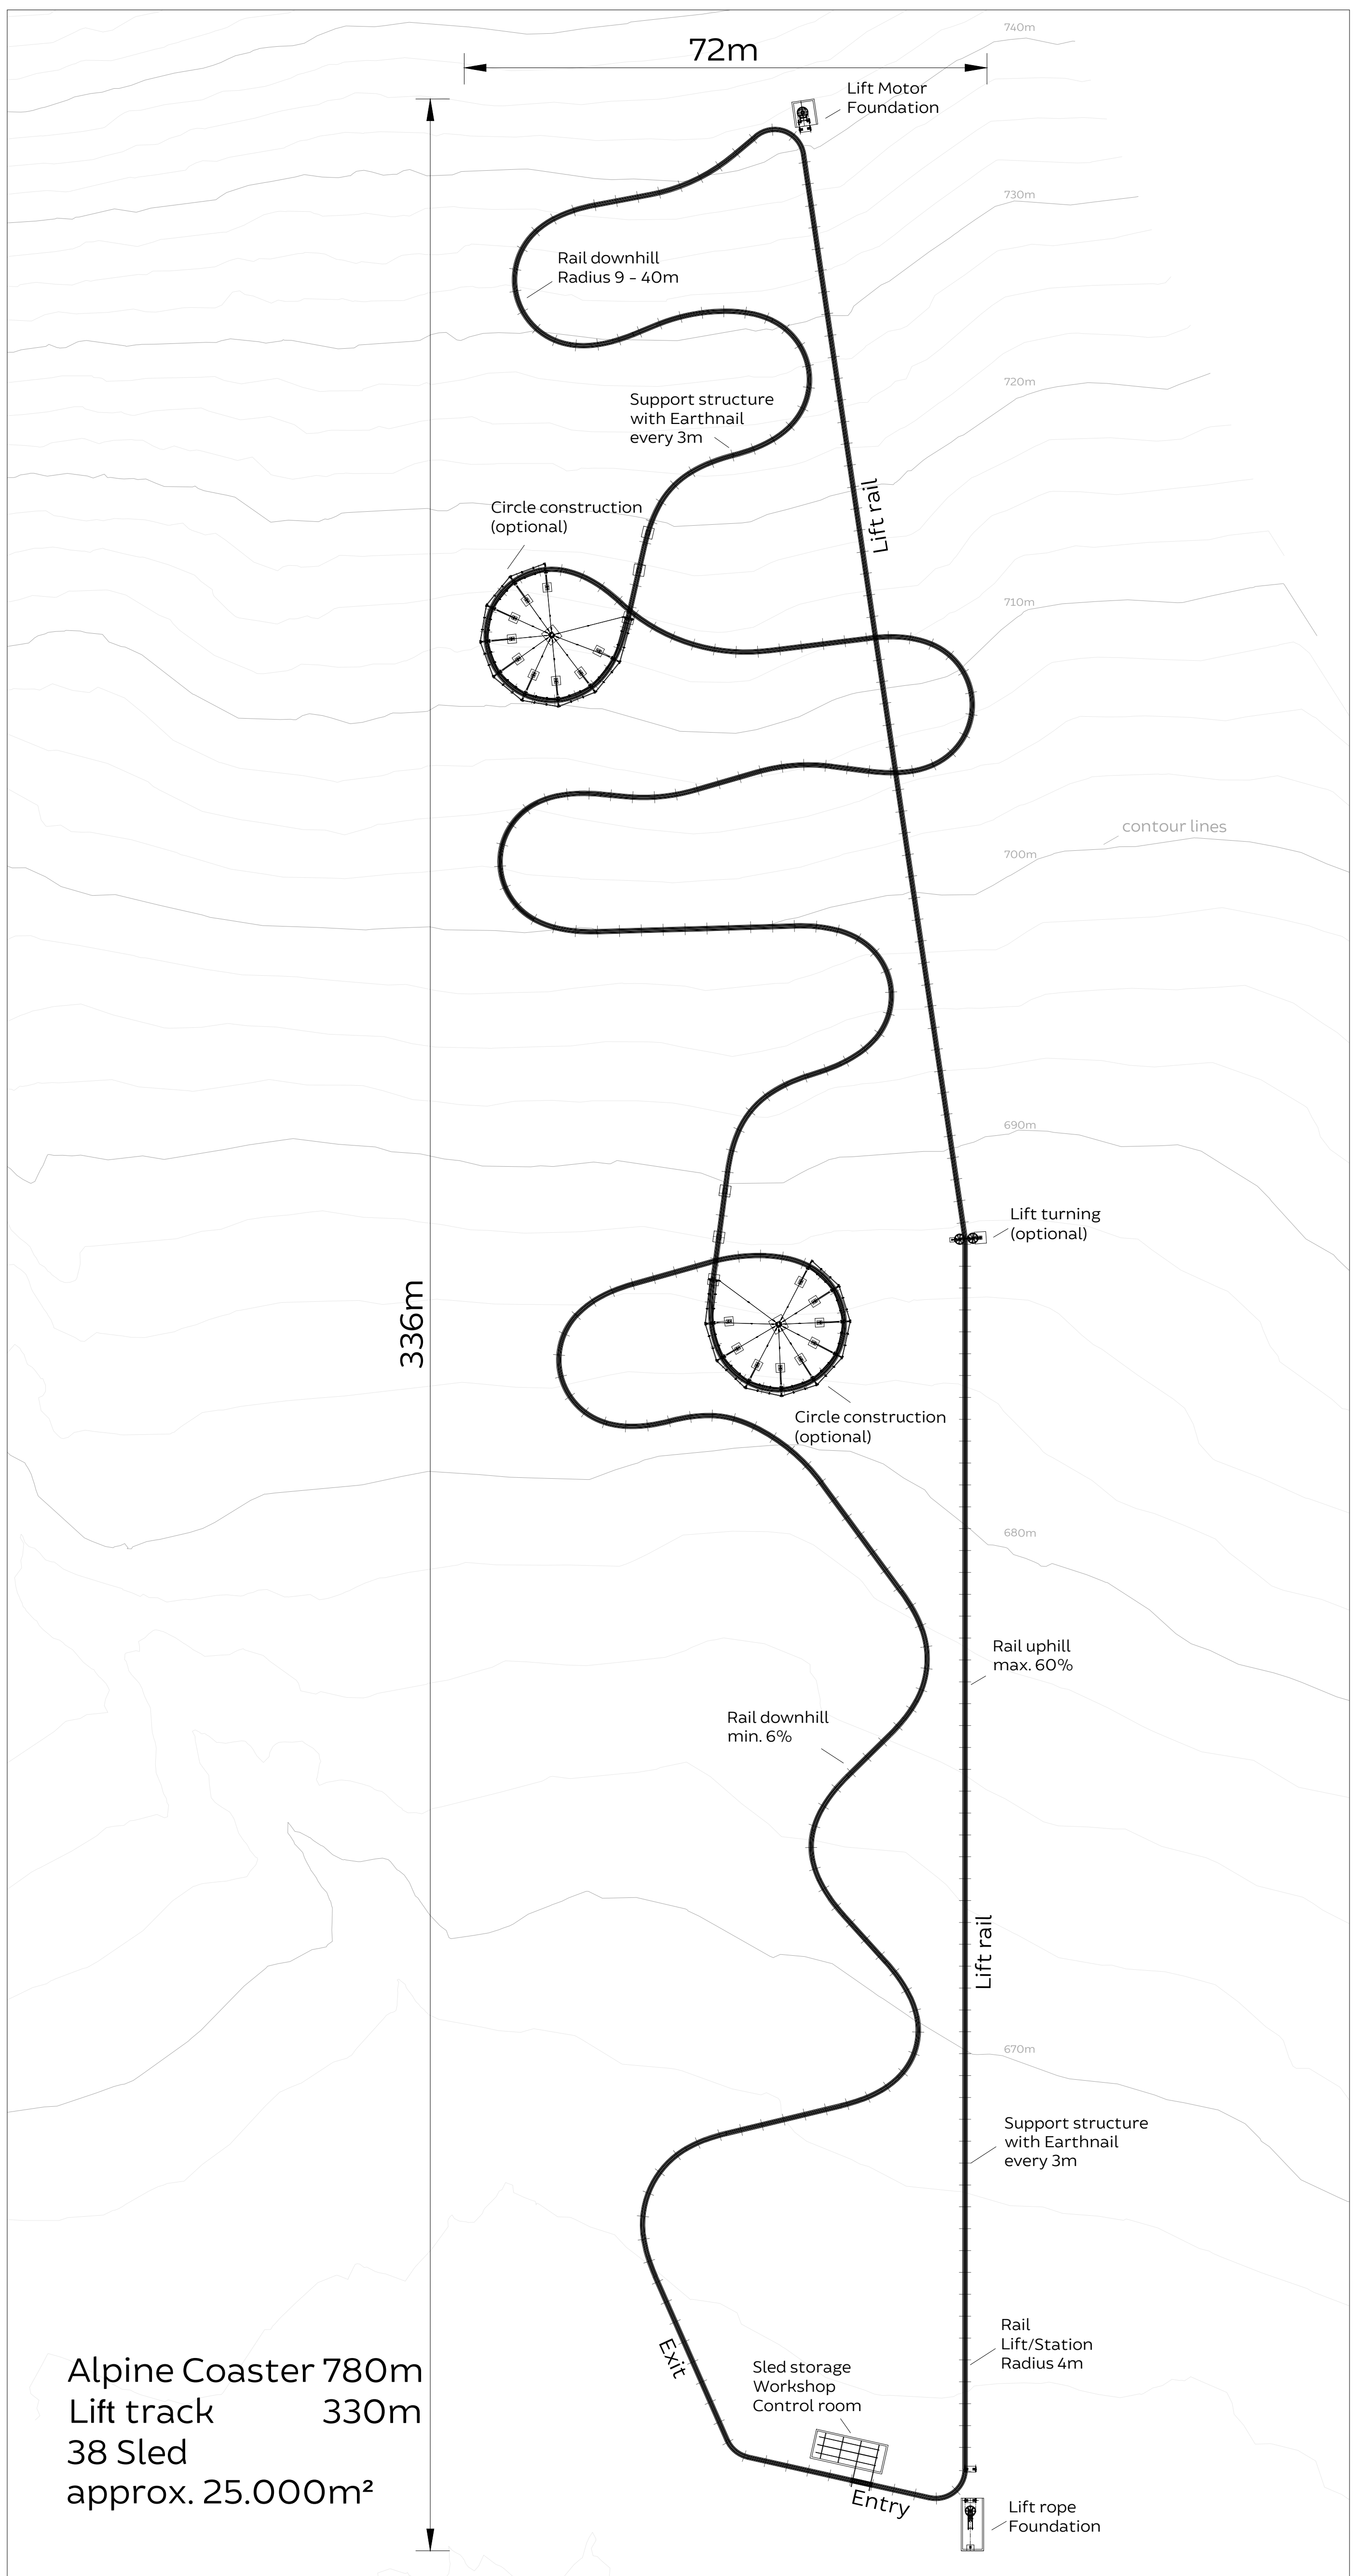 740m
72m
Lift Motor
Foundation
730m
Rail downhill
Radius 9 - 40m
720m
Support structure
with Earthnail
every 3m
Lift rail
Circle construction
(optional)
710m
contour lines
700m
690m
Lift turning
(optional)
336m
Circle construction
(optional)
680m
Rail uphill
max. 60%
Rail downhill
min. 6%
Lift rail
670m
Support structure
with Earthnail
every 3m
Rail
Lift/Station
Radius 4m
Exit
Sled storage
Workshop
Control room
Entry
Lift rope
Foundation
Alpine Coaster 780m
Lift track 330m
38 Sled
approx. 25.000m²